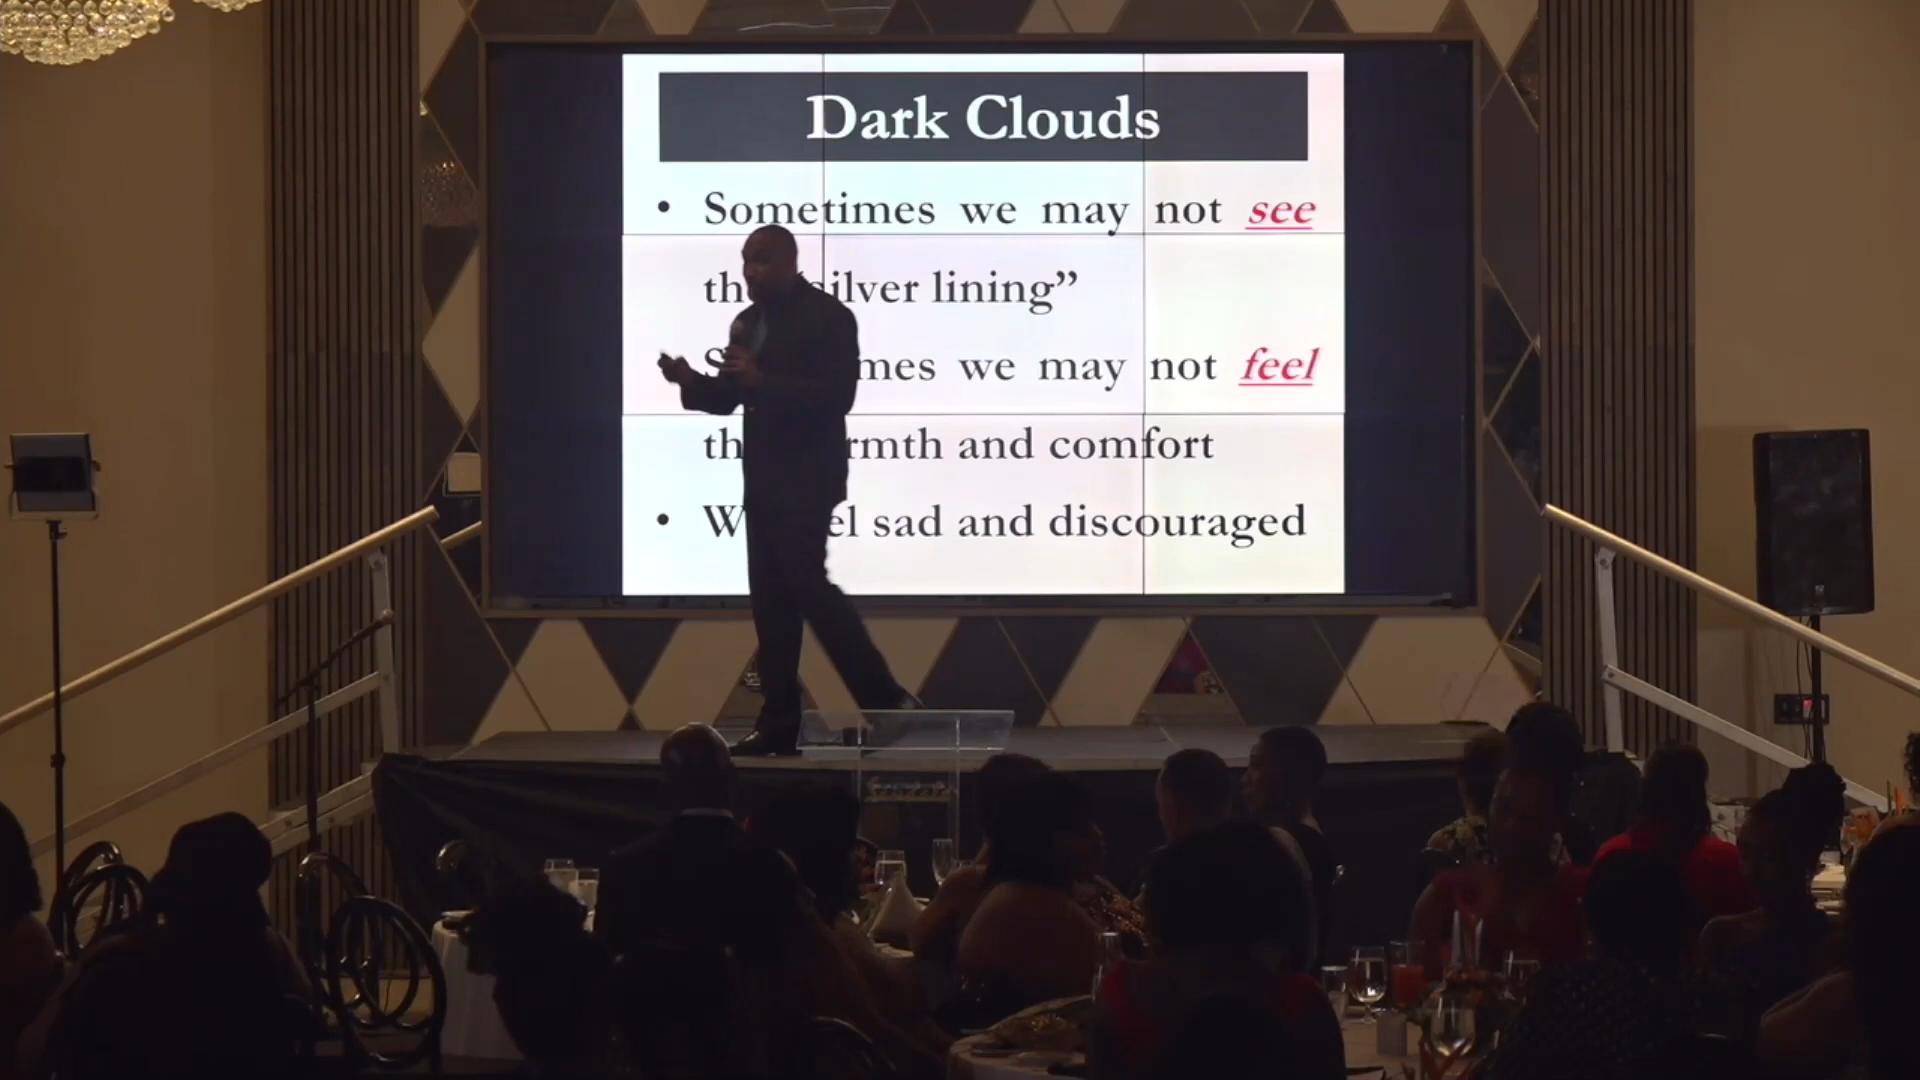 Dark Clouds
• Sometimes we may not see
silver lining”
we may not feel
and comfort
• sad and discouraged